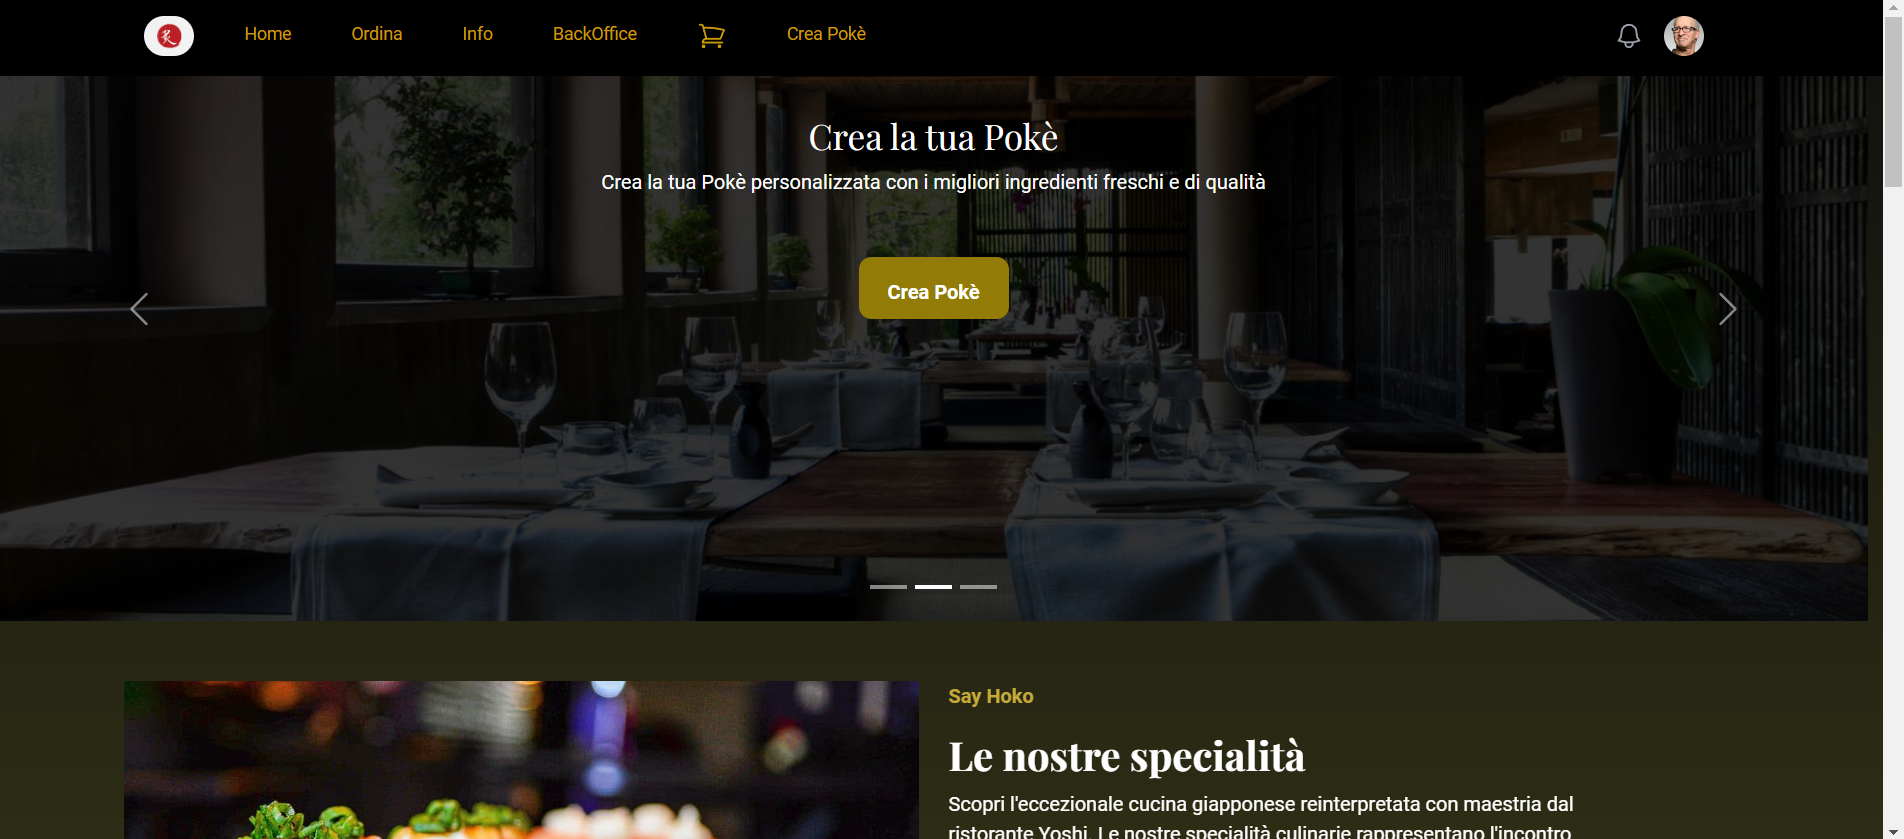 Home
Ordina
Info
BackOffice
Crea Pokè
Crea la tua Pokè
Crea la tua Pokè personalizzata con i migliori ingredienti freschi e di qualità
Crea Pokè
Say Hoko
Le nostre specialità
Scopri l'eccezionale cucina giapponese reinterpretata con maestria dal
ristorante Yoshi. Le nostre specialità culinarie rappresentano l'incontro